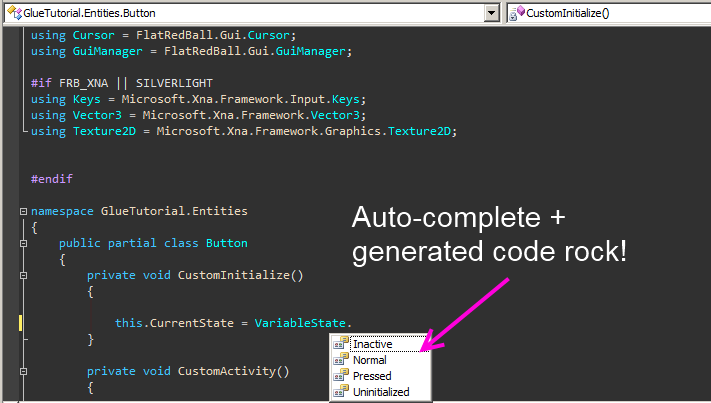 GlueTutorial.Entities.Button
CustomInitialize()
using Cursor = FlatRedBall.Gui.Cursor;
using GuiManager = FlatRedBall.Gui.GuiManager;
#if FRB_XNA || SILVERLIGHT
using Keys = Microsoft.Xna.Framework.Input.Keys;
using Vector3 = Microsoft.Xna.Framework.Vector3;
using Texture2D = Microsoft.Xna.Framework.Graphics.Texture2D;
#endif
namespace GlueTutorial.Entities
{
public partial class Button
{
private void CustomInitialize()
{
this.CurrentState = VariableState.
}
private void CustomActivity()
{
Auto-complete +
generated code rock!
Inactive
Normal
Pressed
Uninitialized